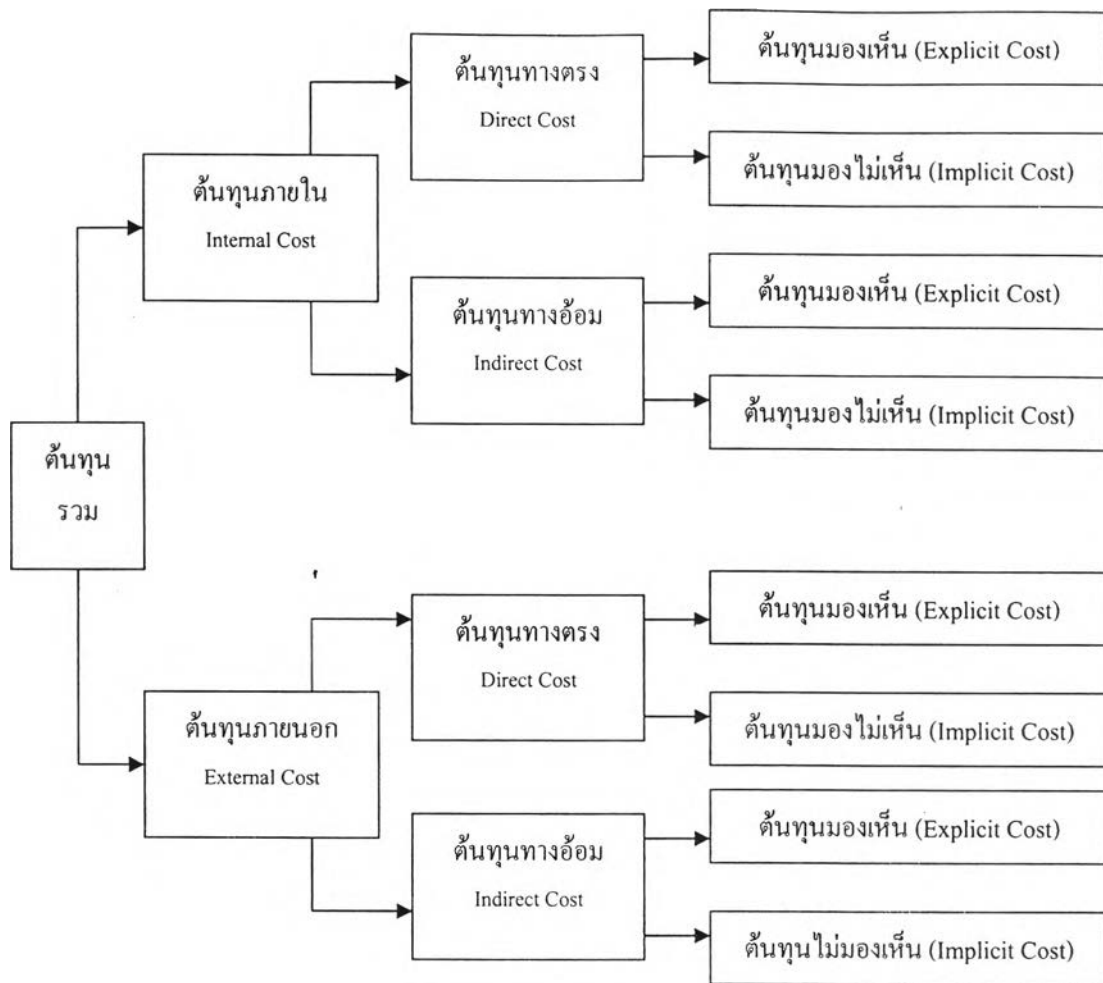 ต้นทุนมองเห็น (Explicit Cost)
ต้นทุนทางตรง
Direct Cost
ต้นทุนมองไม่เห็น (Implicit Cost)
ต้นทุนภายใน
Internal Cost
ต้นทุนมองเห็น (Explicit Cost)
ต้นทุนทางอ้อม
Indirect Cost
ต้นทุนมองไม่เห็น (Implicit Cost)
ต้นทุน
รวม
ต้นทุนมองเห็น (Explicit Cost)
ต้นทุนทางตรง
Direct Cost
ต้นทุนมองไม่เห็น (Implicit Cost)
ต้นทุนภายนอก
External Cost
ต้นทุนมองเห็น (Explicit Cost)
ต้นทุนทางอ้อม
Indirect Cost
ต้นทุนไม่มองเห็น (Implicit Cost)